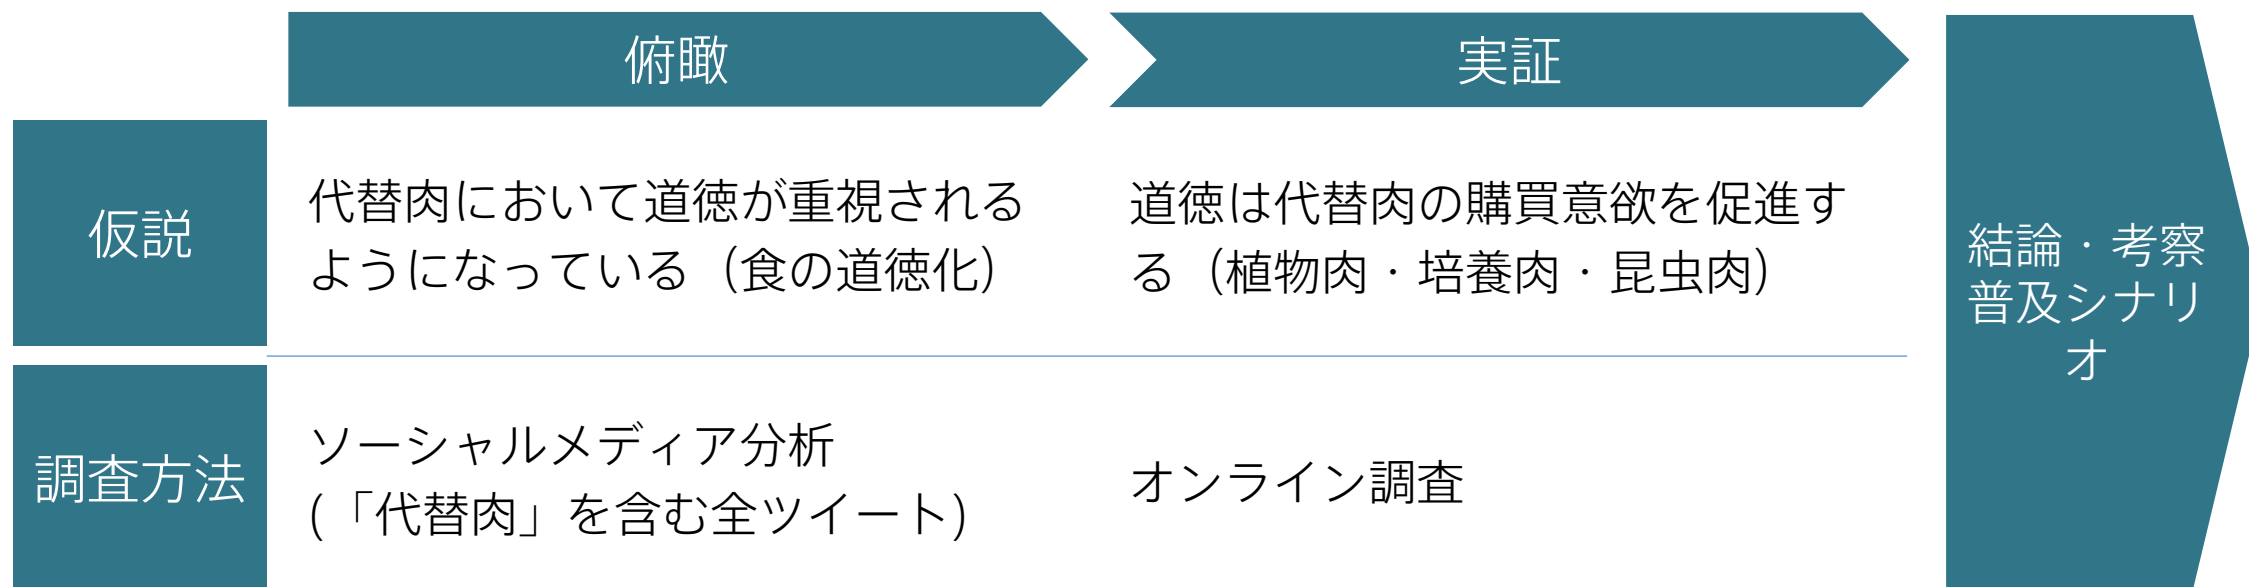 俯瞰
実証
仮説
代替肉において道徳が重視される
ようになっている（食の道徳化）
道徳は代替肉の購買意欲を促進す
る（植物肉・培養肉・昆虫肉）
調査方法
ソーシャルメディア分析
(「代替肉」を含む全ツイート)
オンライン調査
結論・考察
普及シナリ
オ